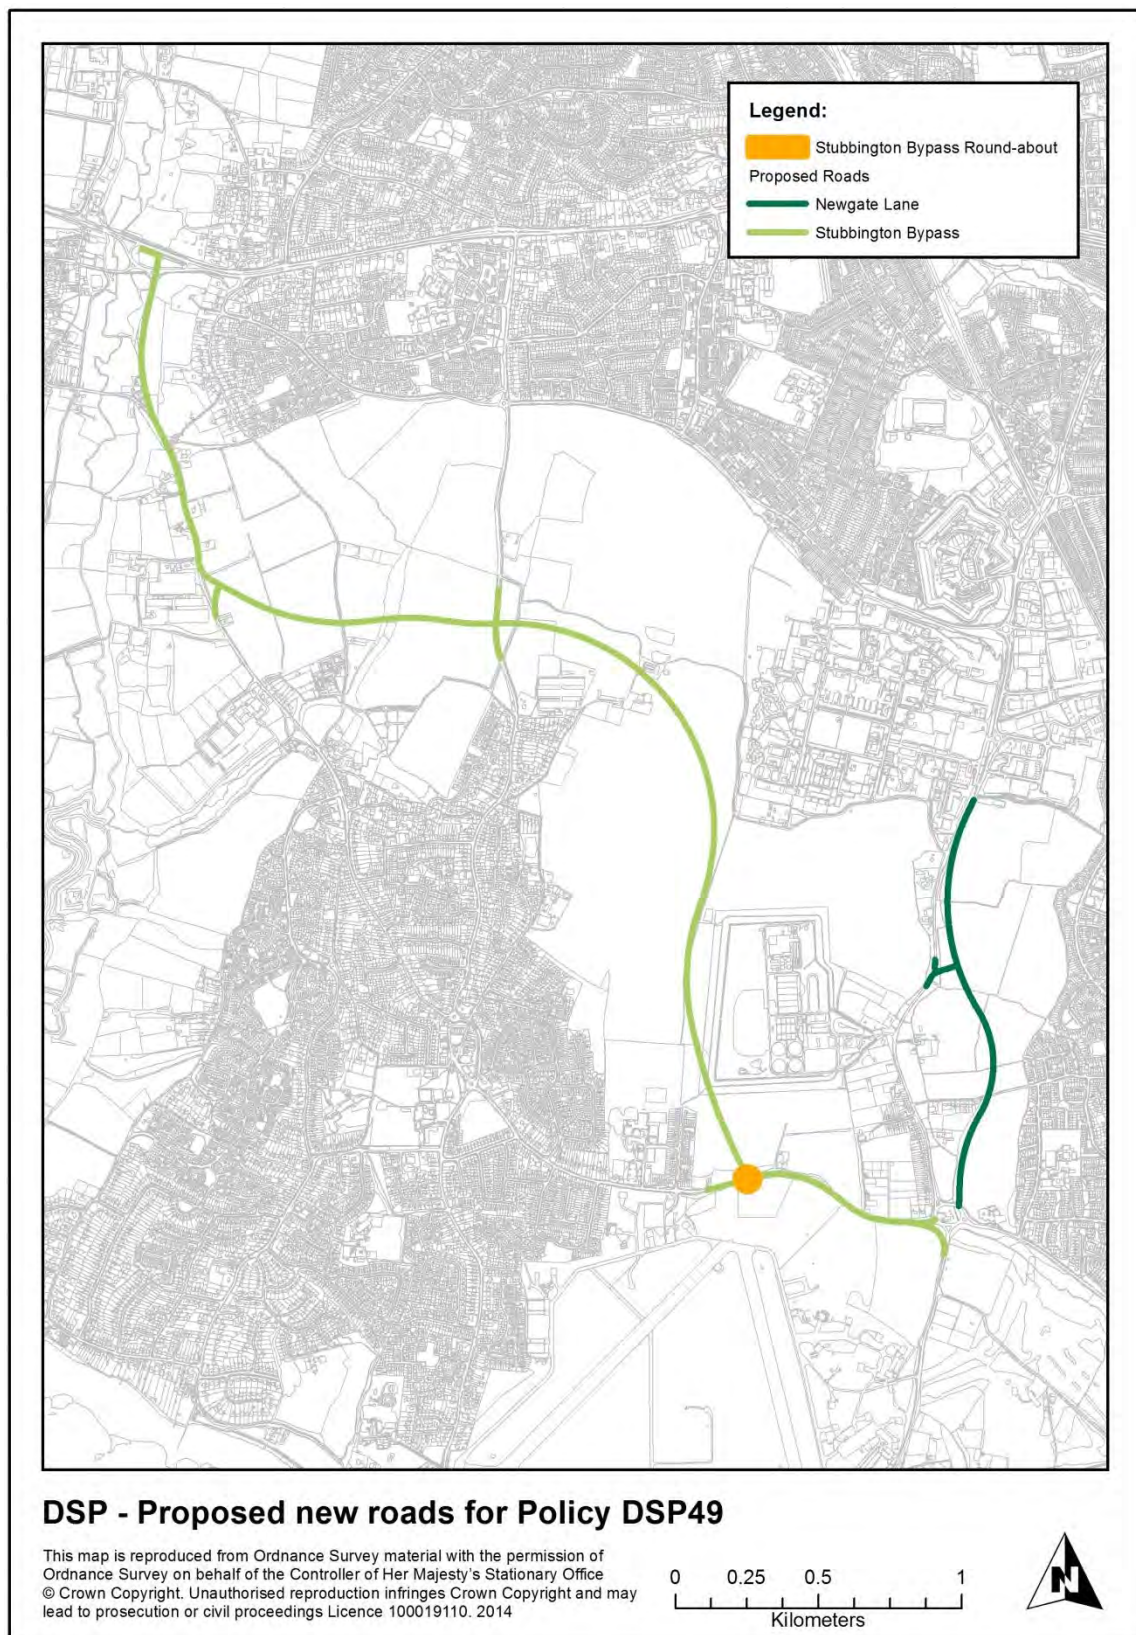 Legend:
Stubbington Bypass Round-about
Proposed Roads
Newgate Lane
Stubbington Bypass
DSP - Proposed new roads for Policy DSP49
This map is reproduced from Ordnance Survey material with the permission of
Ordnance Survey on behalf of the Controller of Her Majesty's Stationary Office
© Crown Copyright. Unauthorised reproduction infringes Crown Copyright and may
lead to prosecution or civil proceedings Licence 100019110. 2014
0 0.25 0.5 1
Kilometers
N